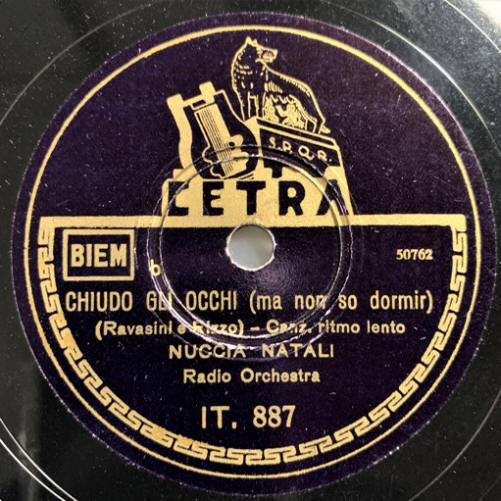 S.P.Q.R.
CETRA
BIEM
50762
b
CHIUDO GLI OCCHI (ma non so dormir)
(Ravasini e Rizzo) – Canz. ritmo lento
NUCCIA NATALI
Radio Orchestra
IT. 887